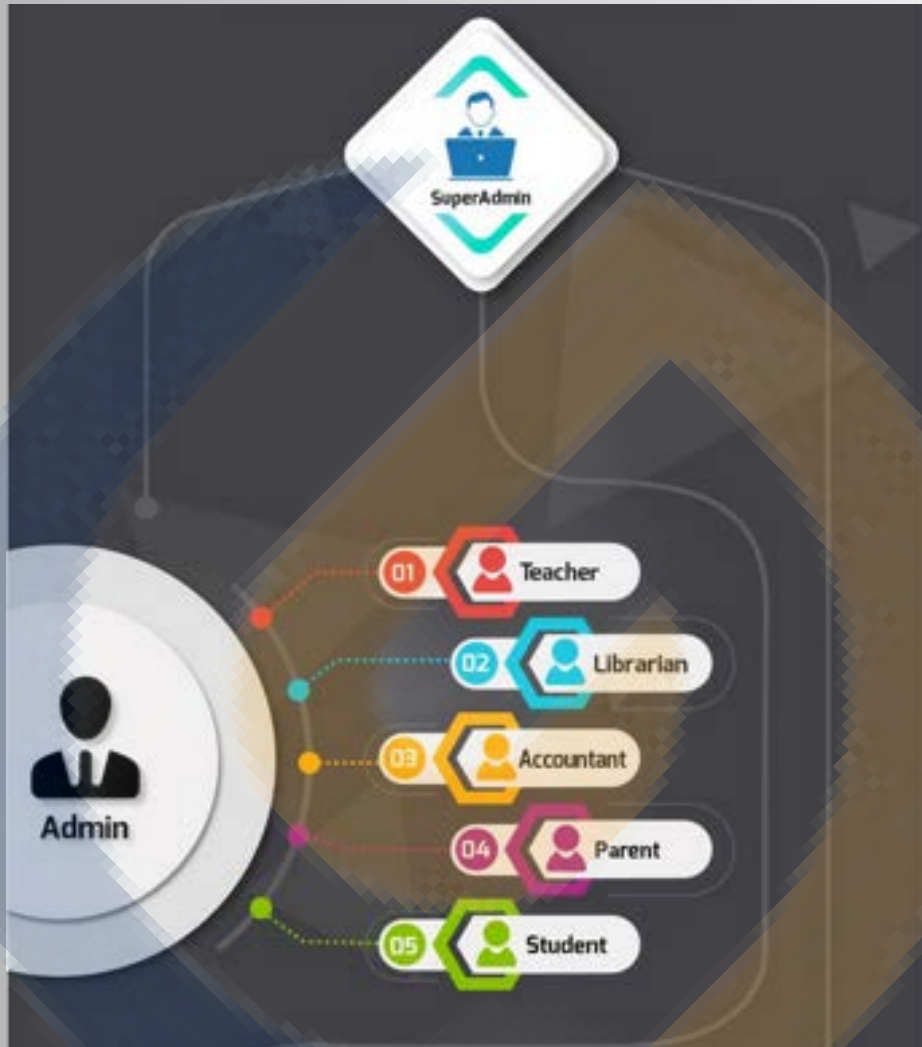 SuperAdmin
01 Teacher
02 Librarian
03 Accountant
04 Parent
05 Student
Admin